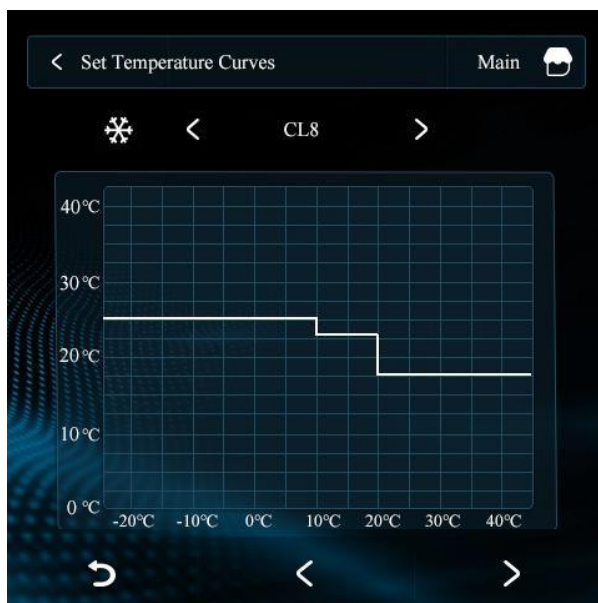 Set Temperature Curves Main
CL8
40℃
30℃
20℃
10℃
0℃
-20℃ -10℃ 0℃ 10℃ 20℃ 30℃ 40℃